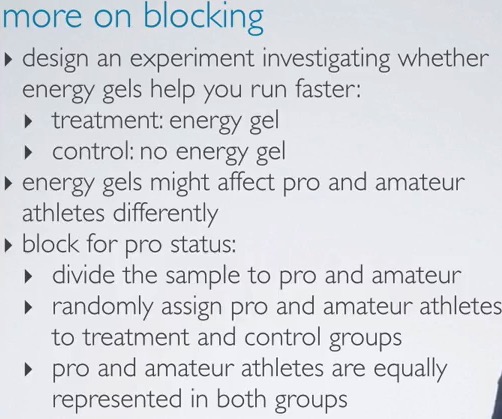 more on blocking
▸ design an experiment investigating whether
energy gels help you run faster:
▸ treatment: energy gel
▸ control: no energy gel
▸ energy gels might affect pro and amateur
athletes differently
▸ block for pro status:
▸ divide the sample to pro and amateur
▸ randomly assign pro and amateur athletes
to treatment and control groups
▸ pro and amateur athletes are equally
represented in both groups